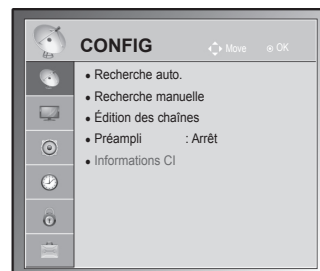 CONFIG
Move
OK
• Recherche auto.
• Recherche manuelle
• Édition des chaînes
• Préampli : Arrêt
• Informations CI